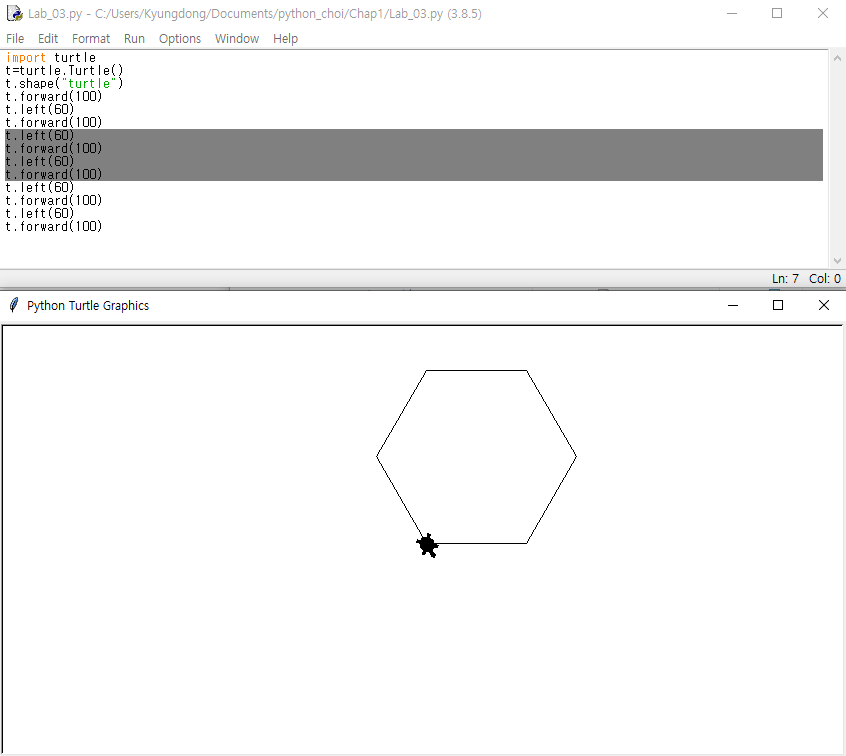 Lab_03.py - C:/Users/Kyungdong/Documents/python_choi/Chap1/Lab_03.py (3.8.5)
File Edit Format Run Options Window Help
import turtle
t=turtle.Turtle()
t.shape("turtle")
t.forward(100)
t.left(60)
t.forward(100)
t.left(60)
t.forward(100)
t.left(60)
t.forward(100)
t.left(60)
t.forward(100)
t.left(60)
t.forward(100)
Ln: 7 Col: 0
Python Turtle Graphics